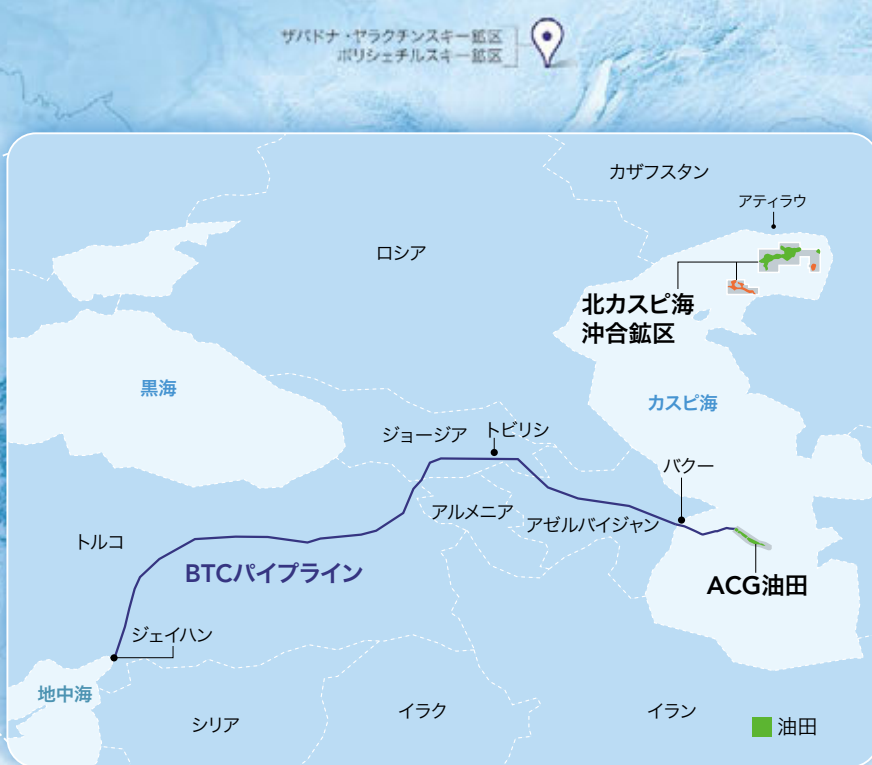 ザパドナ・ヤラクチンスキー鉱区
ボリシェチルスキー鉱区
カザフスタン
アティラウ
ロシア
北カスピ海
沖合鉱区
黒海
カスピ海
ジョージア
トビリシ
バクー
アルメニア
アゼルバイジャン
トルコ
BTCパイプライン
ACG油田
ジェイハン
地中海
シリア
イラク
イラン
油田